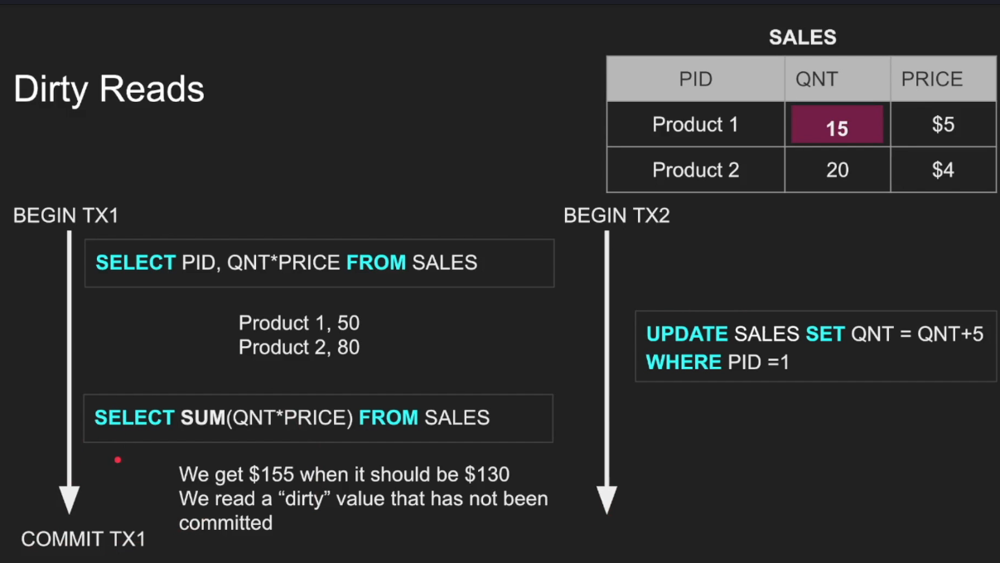 SALES
Dirty Reads
PID QNT PRICE
Product 1 15 $5
Product 2 20 $4
BEGIN TX1
SELECT PID, QNT*PRICE FROM SALES
Product 1, 50
Product 2, 80
SELECT SUM(QNT*PRICE) FROM SALES
We get $155 when it should be $130
We read a “dirty” value that has not been
committed
COMMIT TX1
BEGIN TX2
UPDATE SALES SET QNT = QNT+5
WHERE PID =1